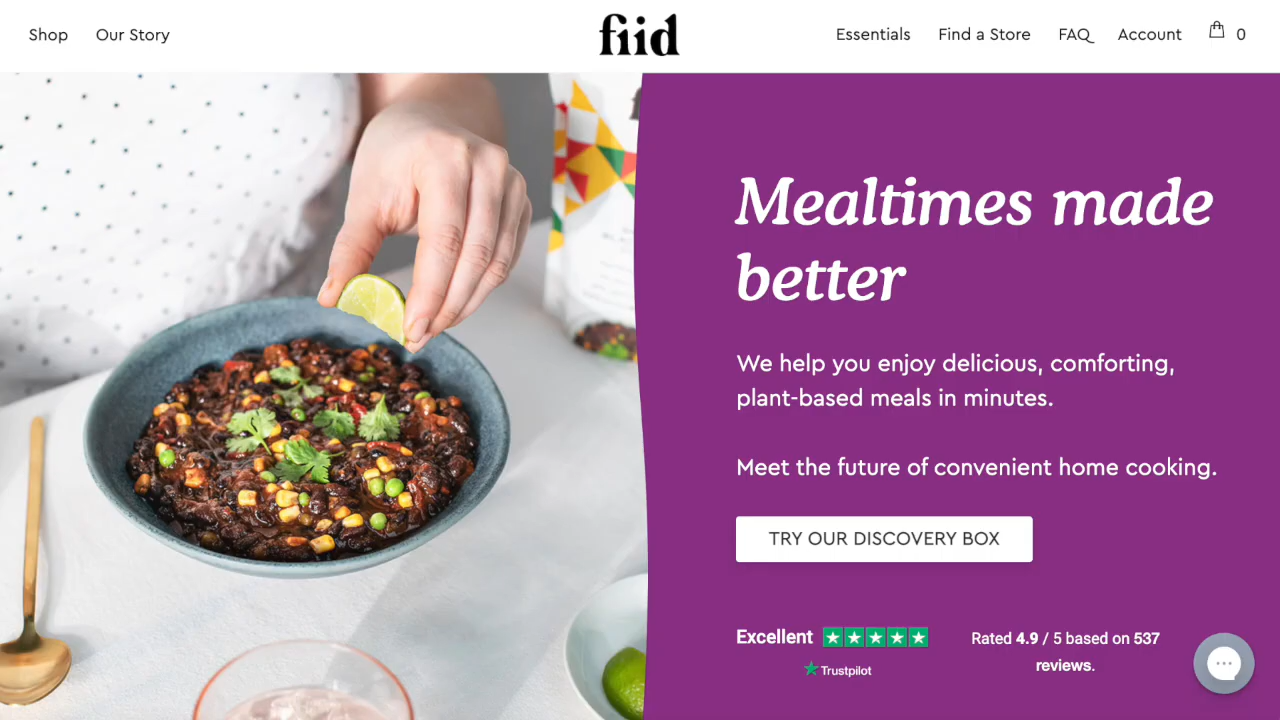 Shop
Our Story
fiid
Essentials
Find a Store
FAQ
Account
0
Mealtimes made
better
We help you enjoy delicious, comforting,
plant-based meals in minutes.
Meet the future of convenient home cooking.
TRY OUR DISCOVERY BOX
Excellent
Trustpilot
Rated 4.9 / 5 based on 537
reviews.